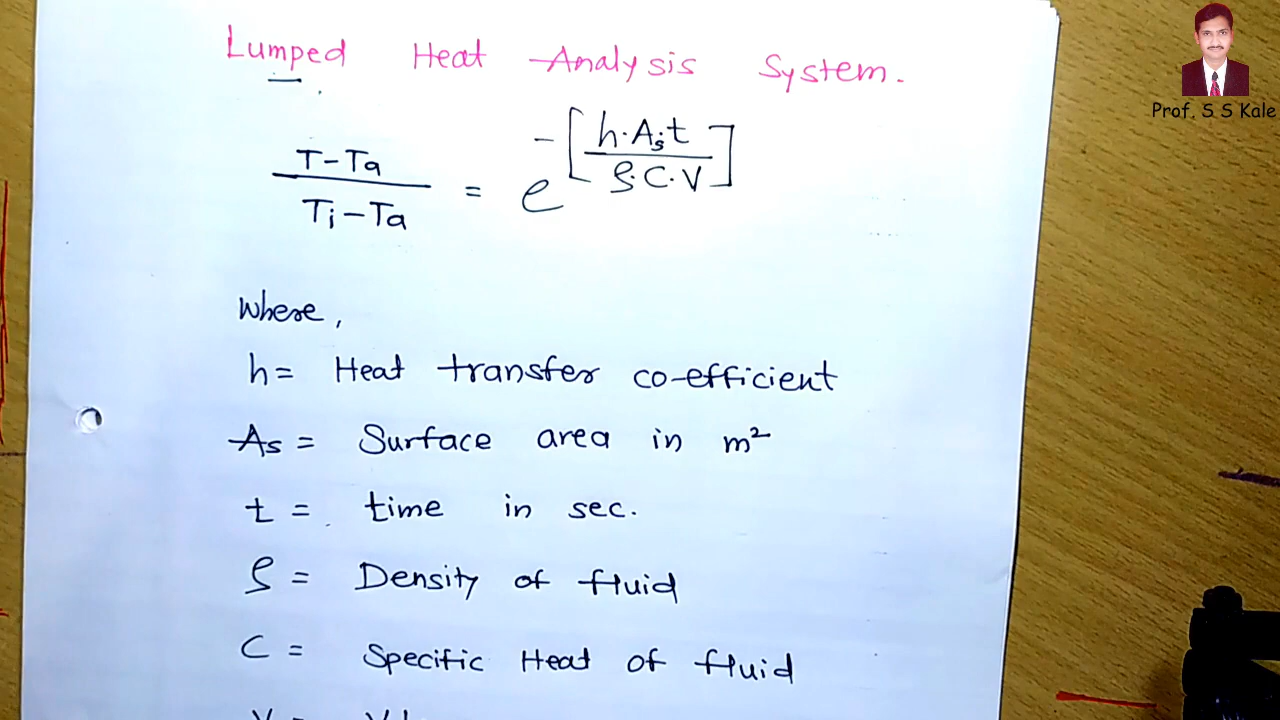 Lumped Heat Analysis System.
Prof. S S Kale
T-Ta / Ti-Ta = e -[h.As t / ρ.C.V]
Where,
h= Heat transfer co-efficient
As = Surface area in m²
t = time in sec.
ρ = Density of fluid
C = Specific Heat of fluid